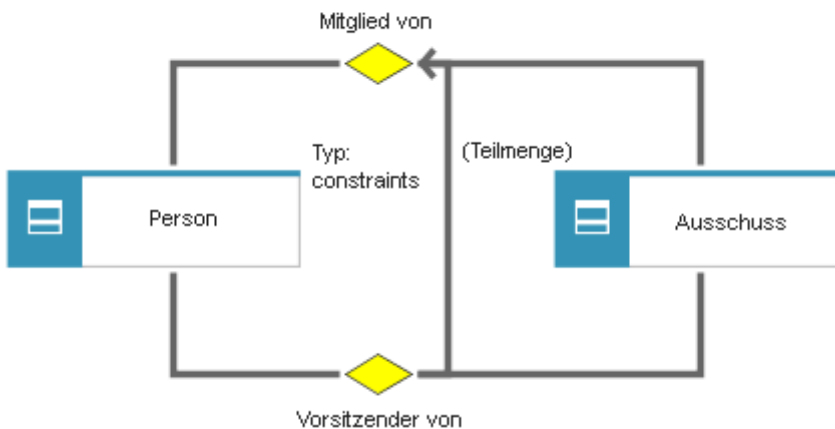 Mitglied von
Typ:
constraints
(Teilmenge)
Person
Ausschuss
Vorsitzender von